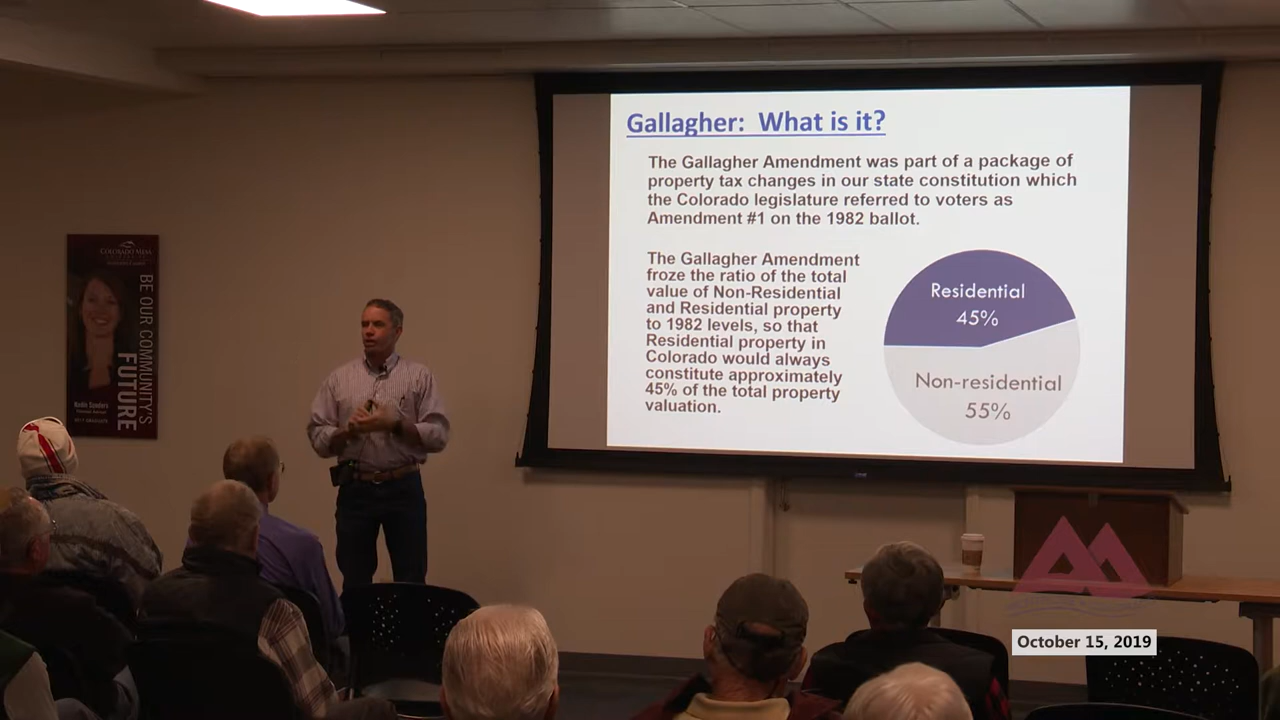 Gallagher: What is it?
The Gallagher Amendment was part of a package of
property tax changes in our state constitution which
the Colorado legislature referred to voters as
Amendment #1 on the 1982 ballot.
The Gallagher Amendment
froze the ratio of the total
value of Non-Residential
and Residential property
to 1982 levels, so that
Residential property in
Colorado would always
constitute approximately
45% of the total property
valuation.
Residential
45%
Non-residential
55%
COLORADO MESA
BE OUR COMMUNITY'S
FUTURE
October 15, 2019